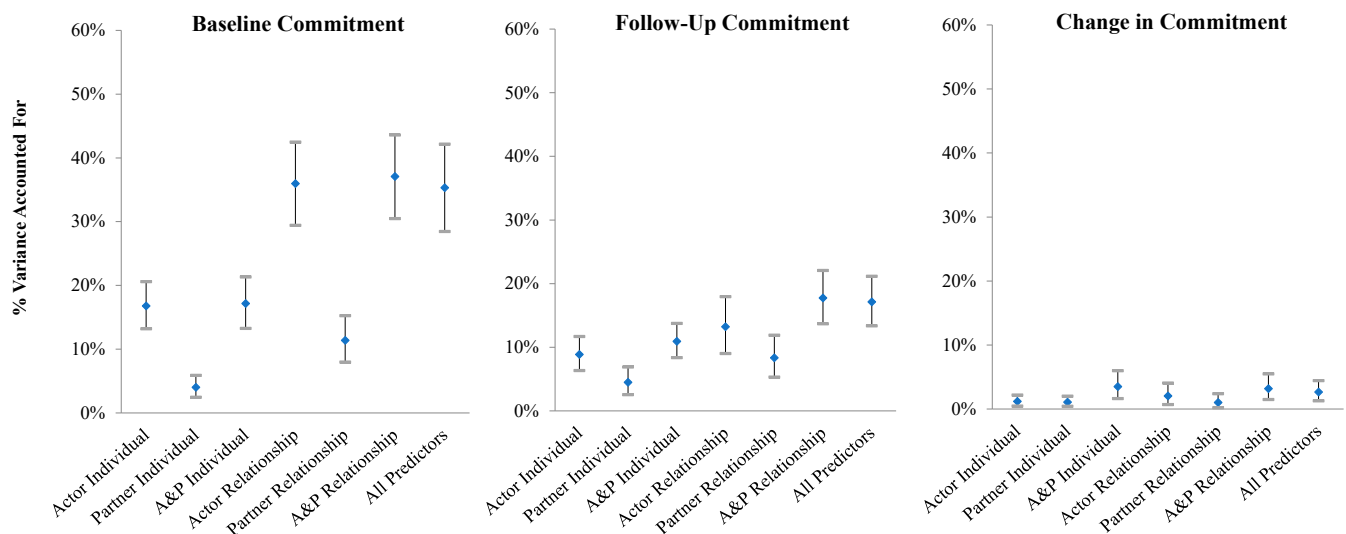 Baseline Commitment
% Variance Accounted For
60%
50%
40%
30%
20%
10%
0%
Actor Individual
Partner Individual
A&P Individual
Actor Relationship
Partner Relationship
A&P Relationship
All Predictors
Follow-Up Commitment
60%
50%
40%
30%
20%
10%
0%
Actor Individual
Partner Individual
A&P Individual
Actor Relationship
Partner Relationship
A&P Relationship
All Predictors
Change in Commitment
60%
50%
40%
30%
20%
10%
0%
Actor Individual
Partner Individual
A&P Individual
Actor Relationship
Partner Relationship
A&P Relationship
All Predictors